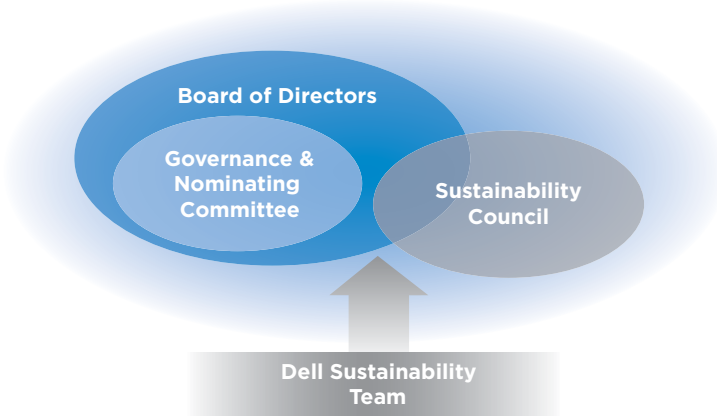 Board of Directors
Governance &
Nominating
Committee
Sustainability
Council
Dell Sustainability
Team